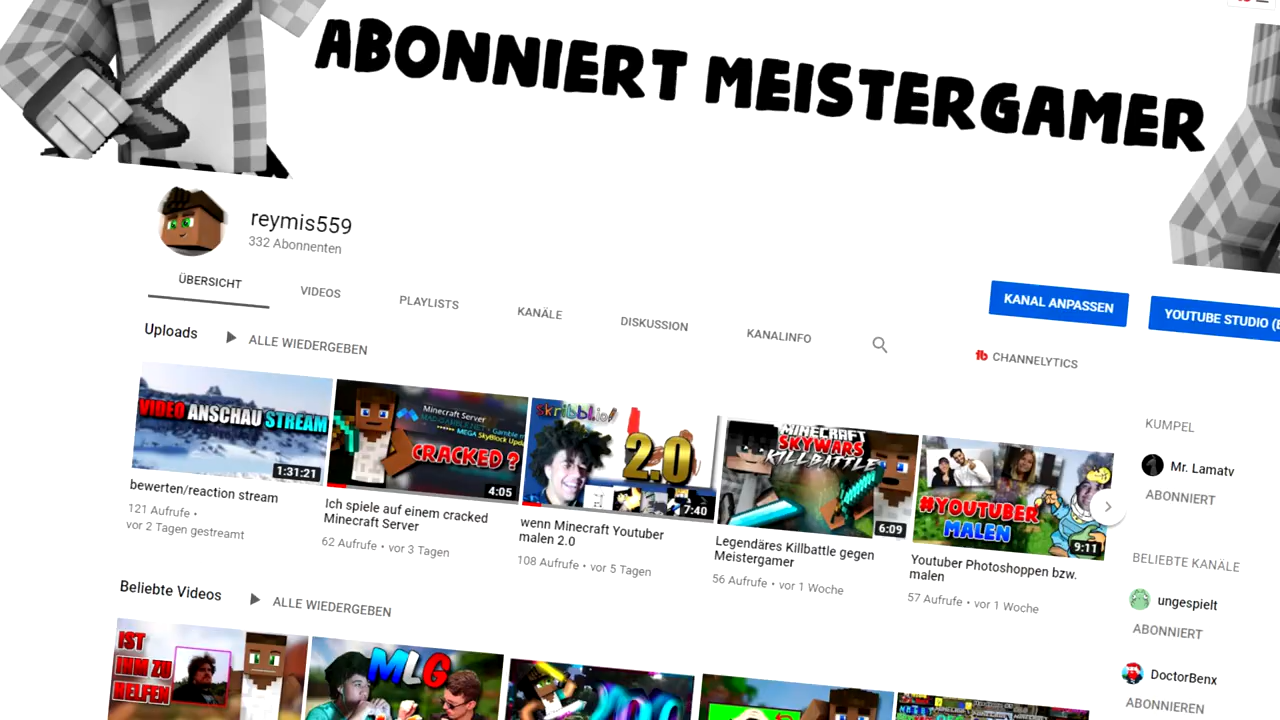 ABONNIERT MEISTERGAMER
reymis559
332 Abonnenten
ÜBERSICHT
VIDEOS
PLAYLISTS
KANÄLE
DISKUSSION
KANALINFO
KANAL ANPASSEN
YOUTUBE STUDIO
CHANNELYTICS
Uploads
ALLE WIEDERGEBEN
VIDEO ANSCHAU STREAM
1:31:21
bewerten/reaction stream
121 Aufrufe •
vor 2 Tagen gestreamt
Minecraft Server
CRACKED ?
4:05
Ich spiele auf einem cracked
Minecraft Server
62 Aufrufe • vor 3 Tagen
skribbl.io!
2.0
7:40
wenn Minecraft Youtuber
malen 2.0
108 Aufrufe • vor 5 Tagen
MINECRAFT
SKYWARS
KILLBATTLE
6:09
Legendäres Killbattle gegen
Meistergamer
56 Aufrufe • vor 1 Woche
#YOUTUBER
MALEN
9:11
Youtuber Photoshoppen bzw.
malen
57 Aufrufe • vor 1 Woche
KUMPEL
Mr. Lamatv
ABONNIERT
BELIEBTE KANÄLE
ungespielt
ABONNIERT
DoctorBenx
ABONNIEREN
Beliebte Videos
ALLE WIEDERGEBEN
IST
IHM ZU
HELFEN
MLG